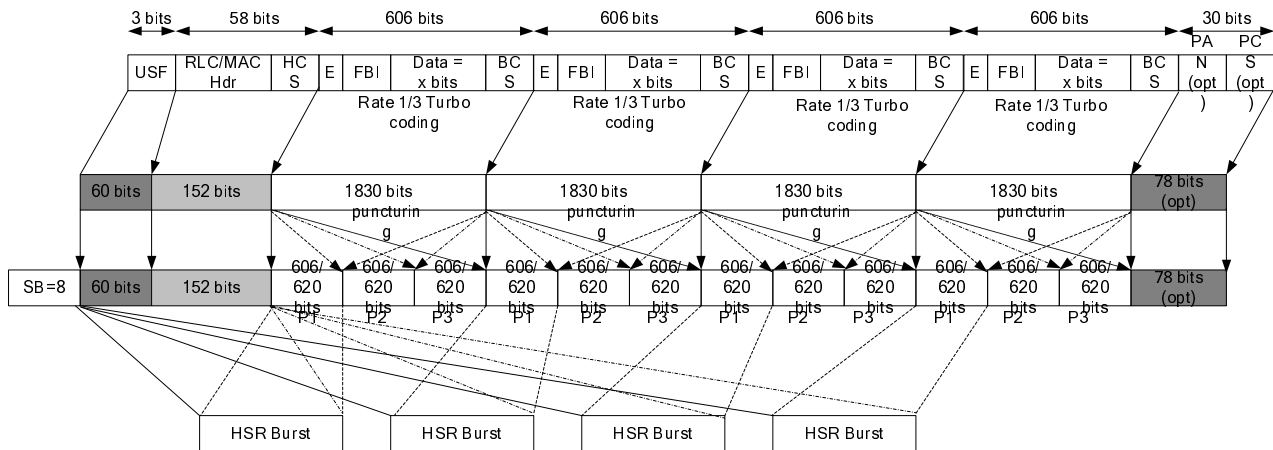 3 bits 58 bits 606 bits 606 bits 606 bits 606 bits 30 bits
USF RLC/MAC Hdr HC S E FBI Data = x bits BC S E FBI Data = x bits BC S E FBI Data = x bits BC S E FBI Data = x bits BC S PA N (opt ) PC S (opt )
Rate 1/3 Turbo coding Rate 1/3 Turbo coding Rate 1/3 Turbo coding Rate 1/3 Turbo coding
60 bits 152 bits 1830 bits puncturin g 1830 bits puncturin g 1830 bits puncturin g 1830 bits puncturin g 78 bits (opt)
SB=8 60 bits 152 bits 606/ 620 bits P1 606/ 620 bits P2 606/ 620 bits P3 606/ 620 bits P1 606/ 620 bits P2 606/ 620 bits P3 606/ 620 bits P1 606/ 620 bits P2 606/ 620 bits P3 606/ 620 bits P1 606/ 620 bits P2 606/ 620 bits P3 78 bits (opt)
HSR Burst HSR Burst HSR Burst HSR Burst